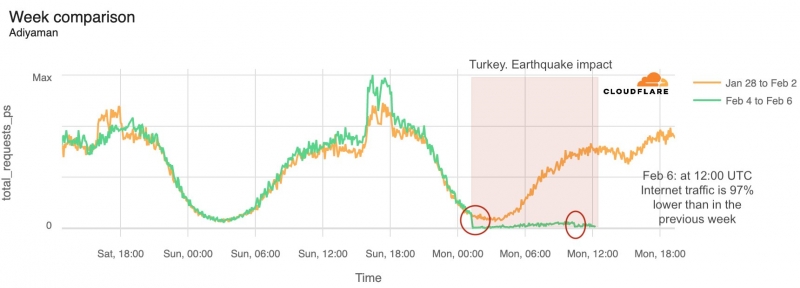 Week comparison
Adiyaman
Turkey. Earthquake impact
CLOUDFLARE
Jan 28 to Feb 2
Feb 4 to Feb 6
Max
total_requests_ps
0
Feb 6: at 12:00 UTC
Internet traffic is 97%
lower than in the
previous week
Sat, 18:00 Sun, 00:00 Sun, 06:00 Sun, 12:00 Sun, 18:00 Mon, 00:00 Mon, 06:00 Mon, 12:00 Mon, 18:00
Time